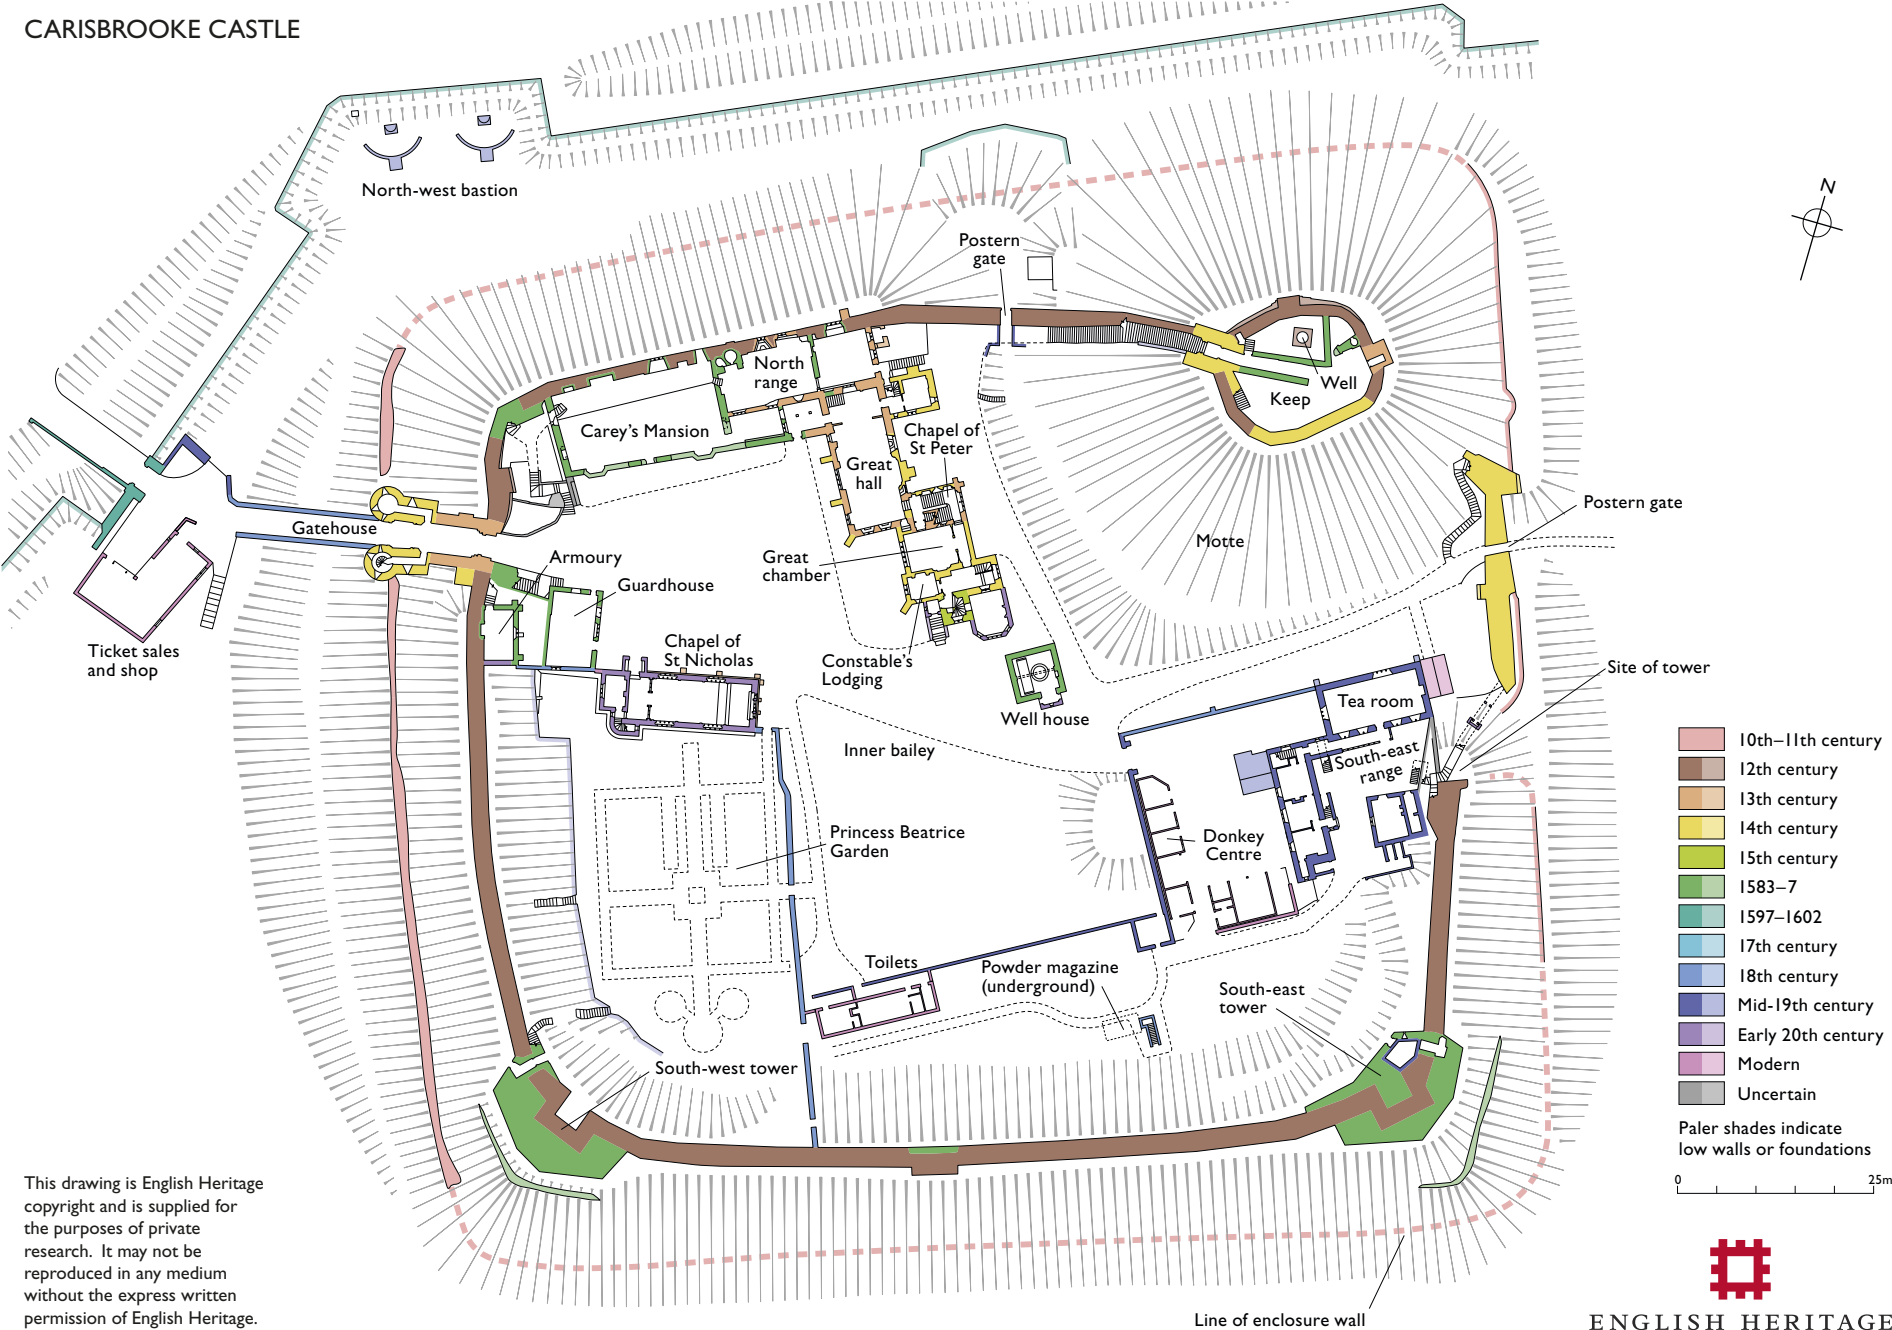 CARISBROOKE CASTLE
North-west bastion
N
Postern
gate
North
range
Well
Keep
Carey's Mansion
Chapel of
St Peter
Great
hall
Postern gate
Gatehouse
Motte
Armoury
Great
chamber
Guardhouse
Ticket sales
and shop
Chapel of
St Nicholas
Constable's
Lodging
Site of tower
Tea room
Well house
Inner bailey
South-east
range
10th–11th century
12th century
13th century
14th century
15th century
1583–7
1597–1602
17th century
18th century
Mid-19th century
Early 20th century
Modern
Uncertain
Paler shades indicate
low walls or foundations
0 25m
Princess Beatrice
Garden
Donkey
Centre
Toilets
Powder magazine
(underground)
South-east
tower
South-west tower
This drawing is English Heritage
copyright and is supplied for
the purposes of private
research. It may not be
reproduced in any medium
without the express written
permission of English Heritage.
Line of enclosure wall
ENGLISH HERITAGE